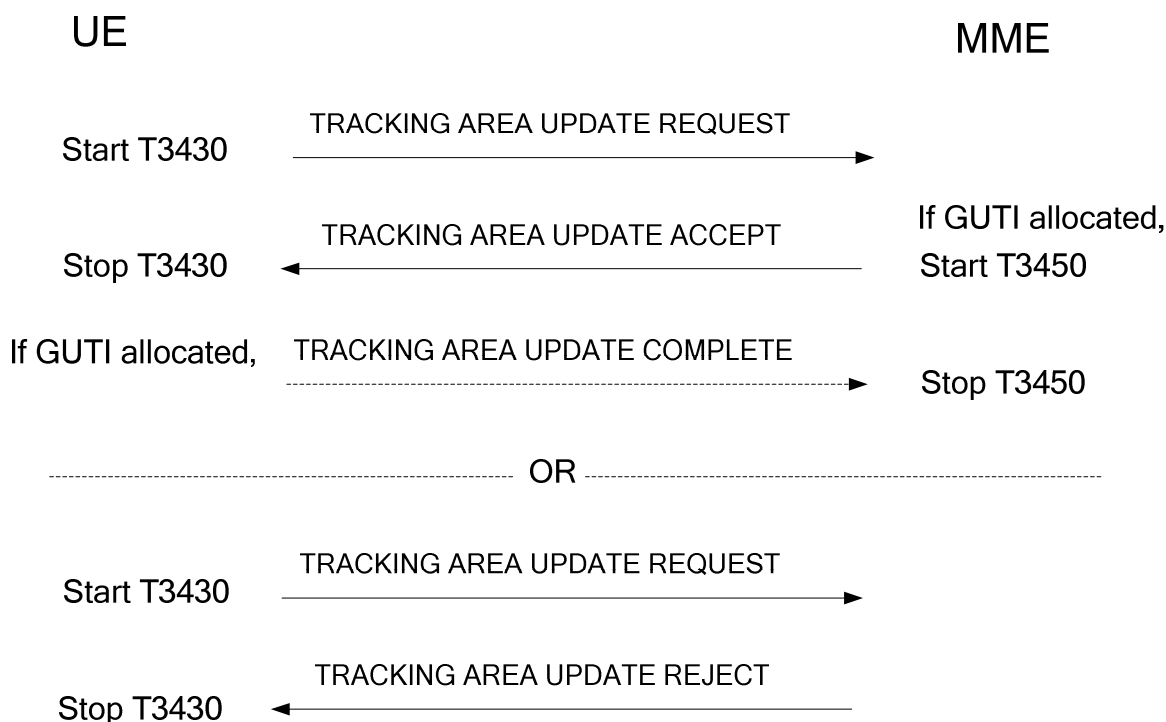 UE
MME
TRACKING AREA UPDATE REQUEST
Start T3430
If GUTI allocated,
TRACKING AREA UPDATE ACCEPT
Stop T3430
Start T3450
If GUTI allocated,
TRACKING AREA UPDATE COMPLETE
Stop T3450
OR
TRACKING AREA UPDATE REQUEST
Start T3430
TRACKING AREA UPDATE REJECT
Stop T3430